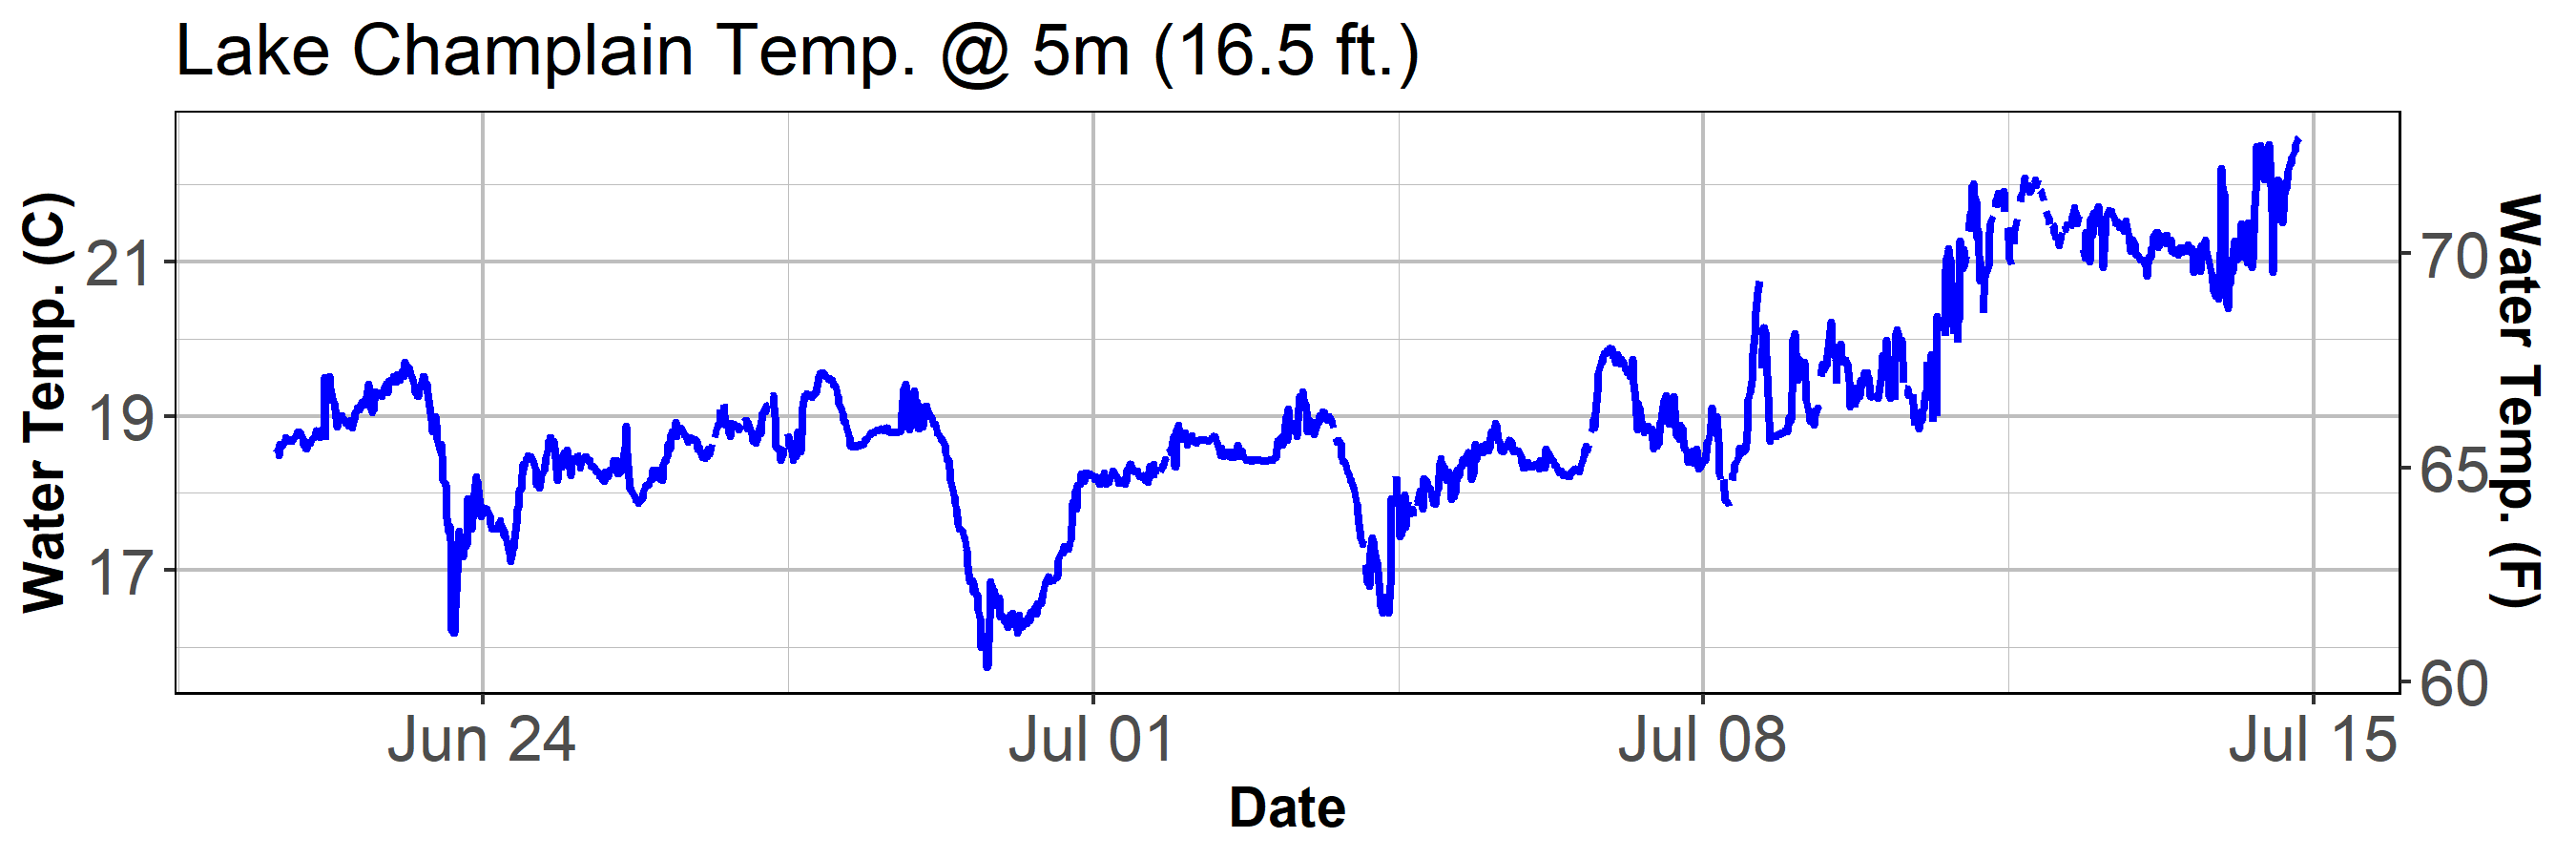 Lake Champlain Temp. @ 5m (16.5 ft.)
Water Temp. (C)
21
19
17
70
65
60
Water Temp. (F)
Jun 24
Jul 01
Jul 08
Jul 15
Date